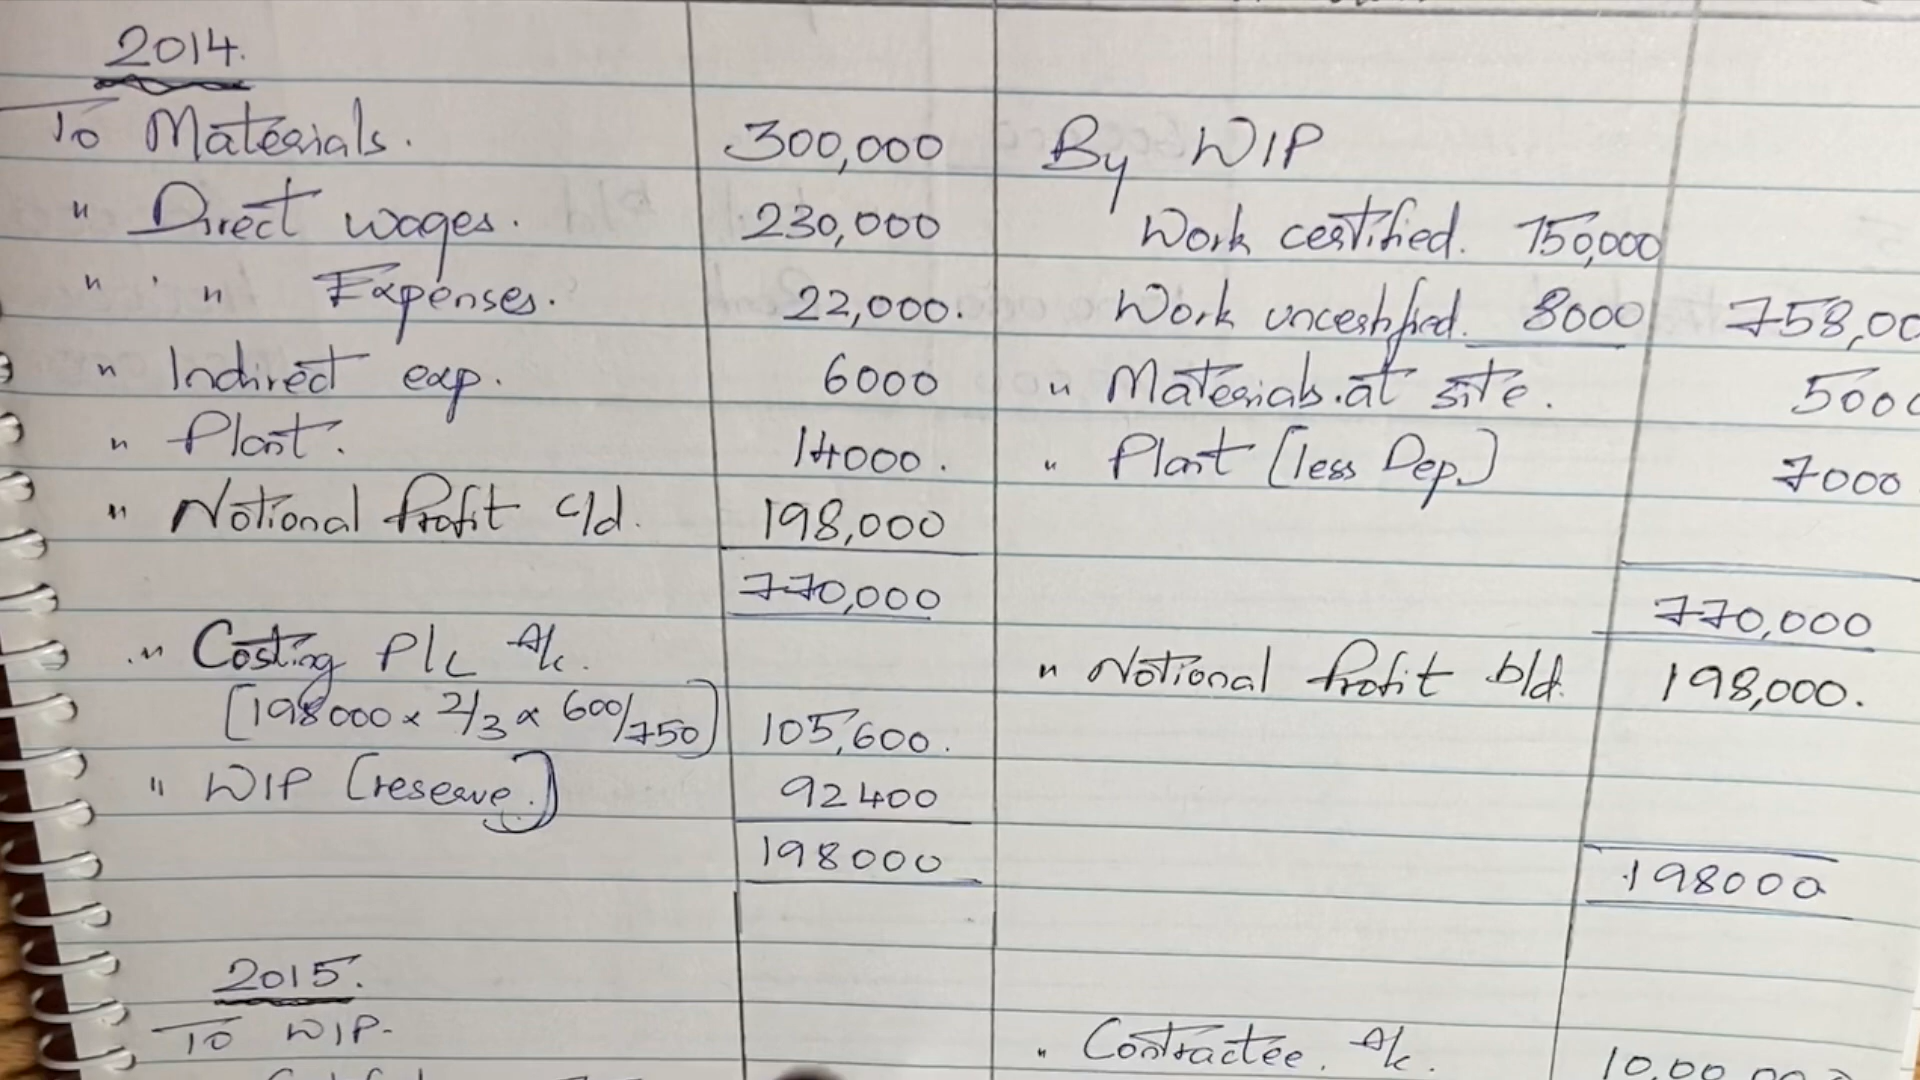 2014.
To Materials. 300,000 By WIP
" Direct wages. 230,000 Work certified. 150,000
" " " Expenses. 22,000. Work uncertified. 8000 758,00
" Indirect exp. 6000 " Materials at site. 5000
" Plant. 14000. " Plant [less Dep.] 7000
" Notional Profit c/d. 198,000
770,000 770,000
" Costing P/L A/c. " Notional Profit b/d. 198,000.
[198000 x 2/3 x 600/750] 105,600.
" WIP [reserve.] 92400
198000 198000
2015.
To WIP- " Contractee. A/c.